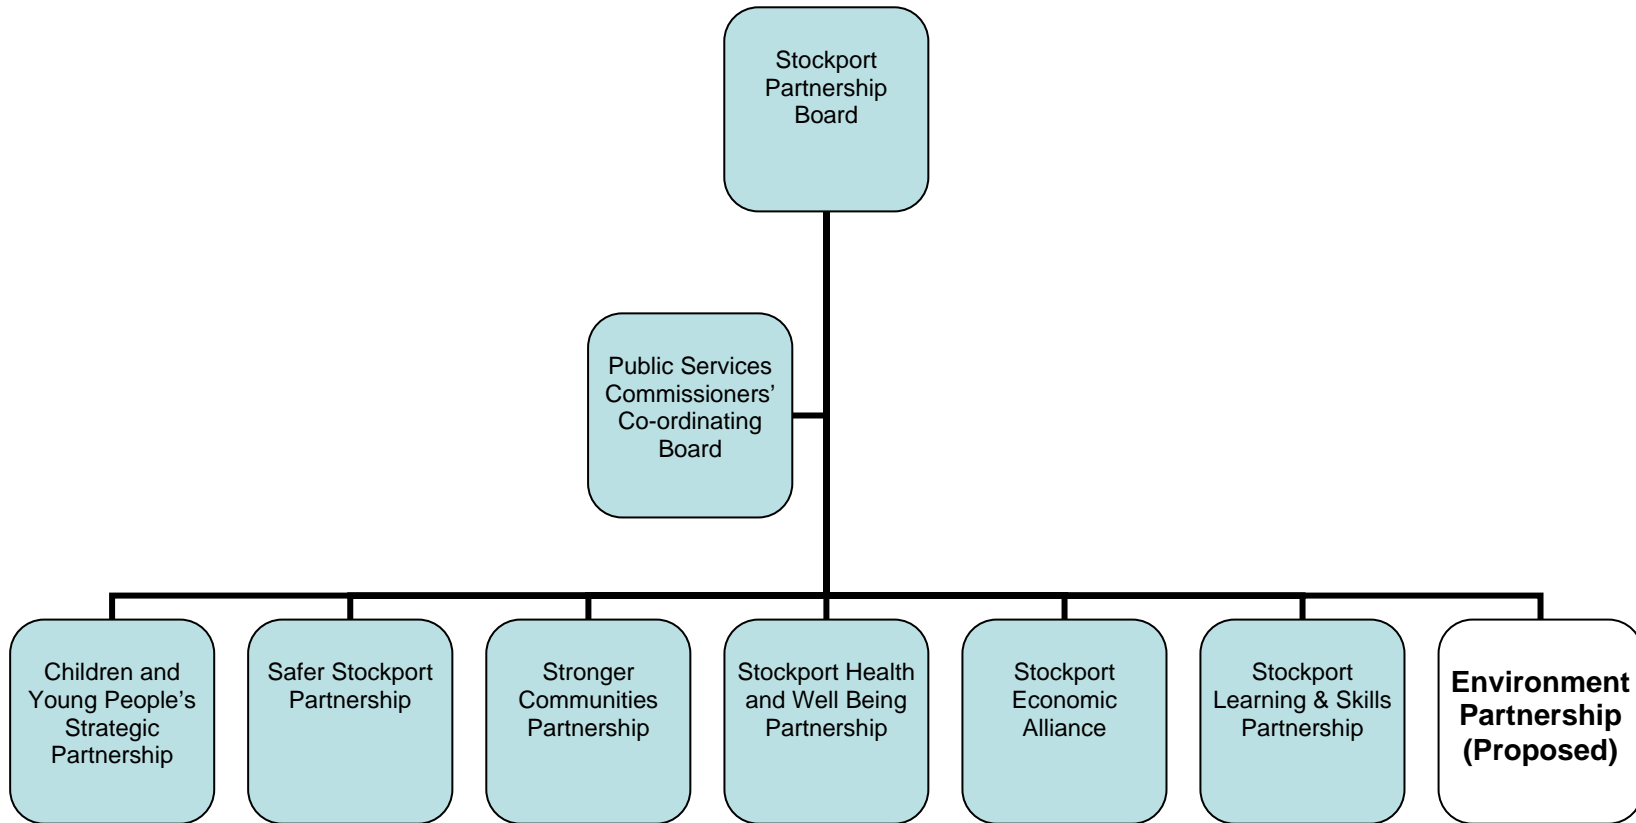 Stockport
Partnership
Board
Public Services
Commissioners’
Co-ordinating
Board
Children and
Young People’s
Strategic
Partnership
Safer Stockport
Partnership
Stronger
Communities
Partnership
Stockport Health
and Well Being
Partnership
Stockport
Economic
Alliance
Stockport
Learning & Skills
Partnership
Environment
Partnership
(Proposed)